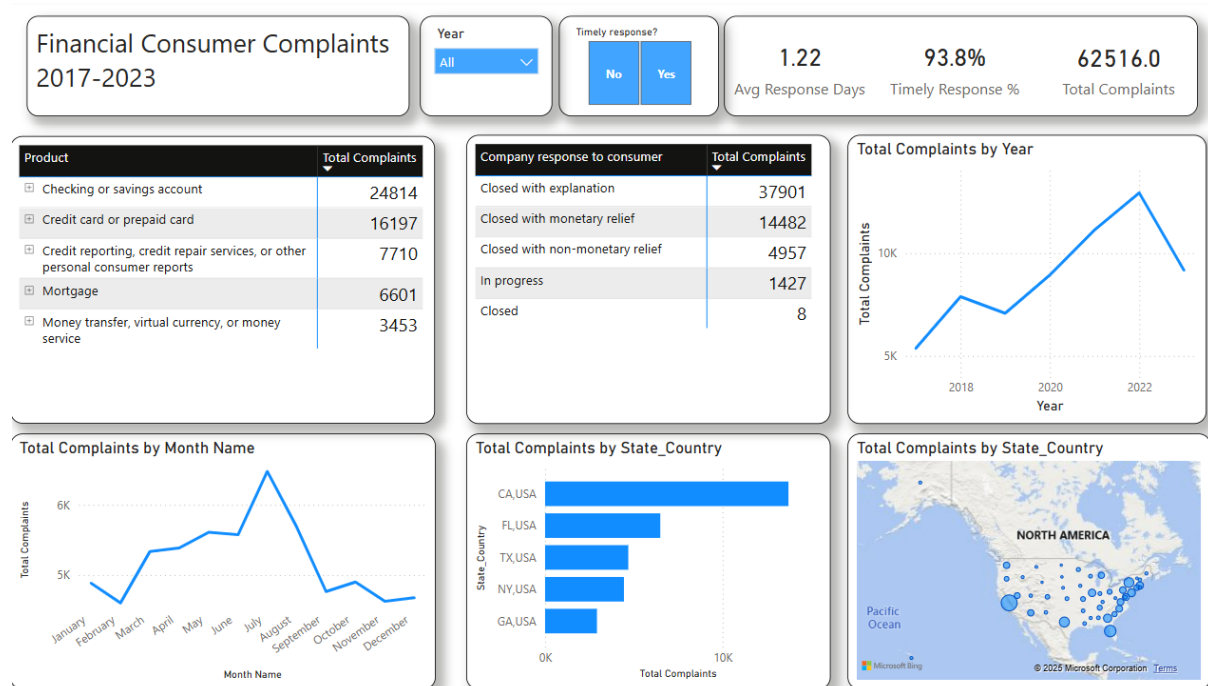 Financial Consumer Complaints
2017-2023
Year
All
Timely response?
No
Yes
1.22
Avg Response Days
93.8%
Timely Response %
62516.0
Total Complaints
Product Total Complaints
Checking or savings account 24814
Credit card or prepaid card 16197
Credit reporting, credit repair services, or other
personal consumer reports 7710
Mortgage 6601
Money transfer, virtual currency, or money
service 3453
Company response to consumer Total Complaints
Closed with explanation 37901
Closed with monetary relief 14482
Closed with non-monetary relief 4957
In progress 1427
Closed 8
Total Complaints by Year
Total Complaints
10K
5K
2018 2020 2022
Year
Total Complaints by Month Name
Total Complaints
6K
5K
January February March April May June July August September October November December
Month Name
Total Complaints by State_Country
State_Country
CA,USA
FL,USA
TX,USA
NY,USA
GA,USA
0K 10K
Total Complaints
Total Complaints by State_Country
NORTH AMERICA
Pacific
Ocean
Microsoft Bing
© 2025 Microsoft Corporation Terms